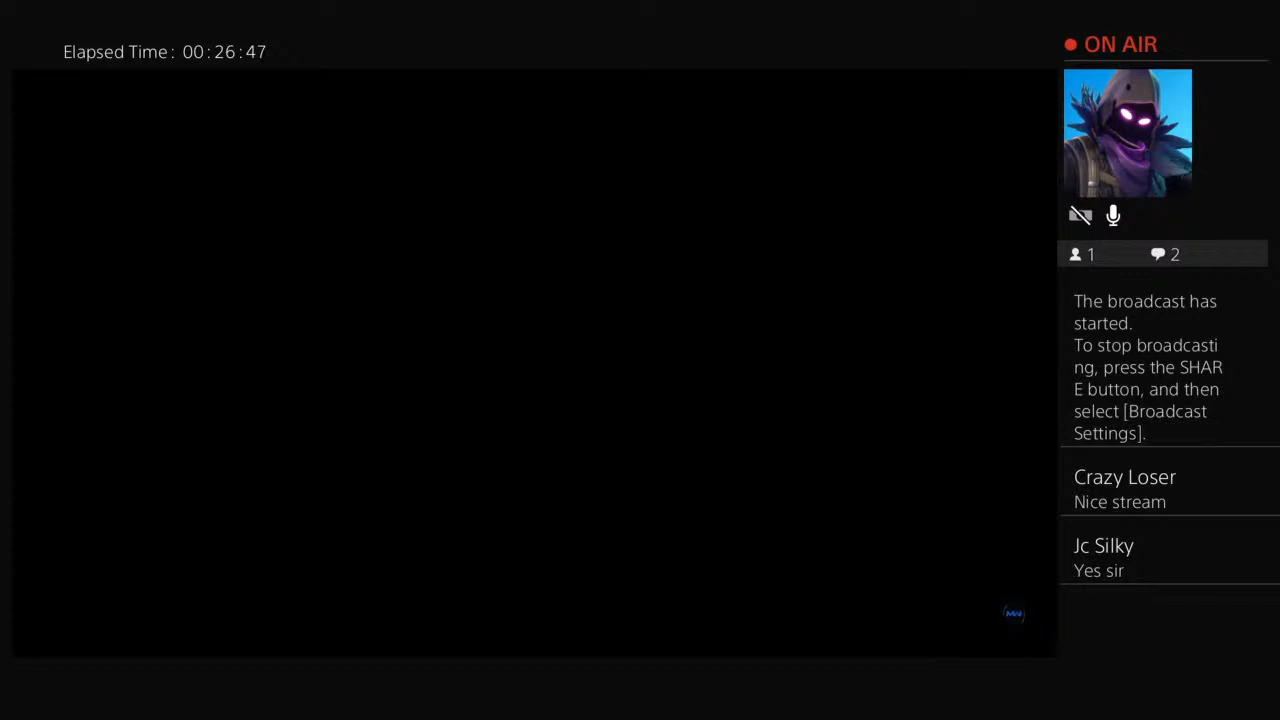 Elapsed Time: 00:26:47
ON AIR
1 2
The broadcast has
started.
To stop broadcasti
ng, press the SHAR
E button, and then
select [Broadcast
Settings].
Crazy Loser
Nice stream
Jc Silky
Yes sir
MW